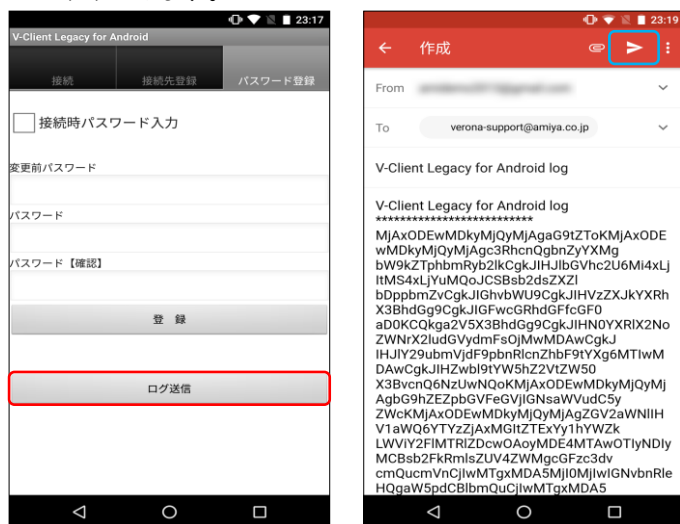 23:17
V-Client Legacy for Android
接続
接続先登録
パスワード登録
接続時パスワード入力
変更前パスワード
パスワード
パスワード【確認】
登 録
ログ送信
23:19
作成
From
To
verona-support@amiya.co.jp
V-Client Legacy for Android log
V-Client Legacy for Android log
**************************
MjAxODEwMDkyMjQyMjAgaG9tZToKMjAxODE
wMDkyMjQyMjAgc3RhcnQgbnZyYXMg
bW9kZTphbmRyb2lkCgkJIHJlbGVhc2U6Mi4xLj
ItMS4xLjYuMQoJCSBsb2dsZXZl
bDppbmZvCgkJIGhvbWU9CgkJIHVzZXJkYXRh
X3BhdGg9CgkJIGFwcGRhdGFfcGF0
aD0KCQkga2V5X3BhdGg9CgkJIHN0YXRlX2No
ZWNrX2ludGVydmFsOjMwMDAwCgkJ
IHJlY29ubmVjdF9pbnRlcnZhbF9tYXg6MTIwM
DAwCgkJIHZwbl9tYW5hZ2VtZW50
X3BvcnQ6NzUwNQoKMjAxODEwMDkyMjQyMj
AgbG9hZEZpbGVFeGVjIGNsaWVudC5y
ZWcKMjAxODEwMDkyMjQyMjAgZGV2aWNlIH
V1aWQ6YTYzZjAxMGItZTExYy1hYWZk
LWViY2FlMTRlZDcwOAoyMDE4MTAwOTIyNDIy
MCBsb2FkRmlsZUV4ZWMgcGFzc3dv
cmQucmVnCjIwMTgxMDA5MjI0MjIwIGNvbnRle
HQgaW5pdCBlbmQuCjIwMTgxMDA5